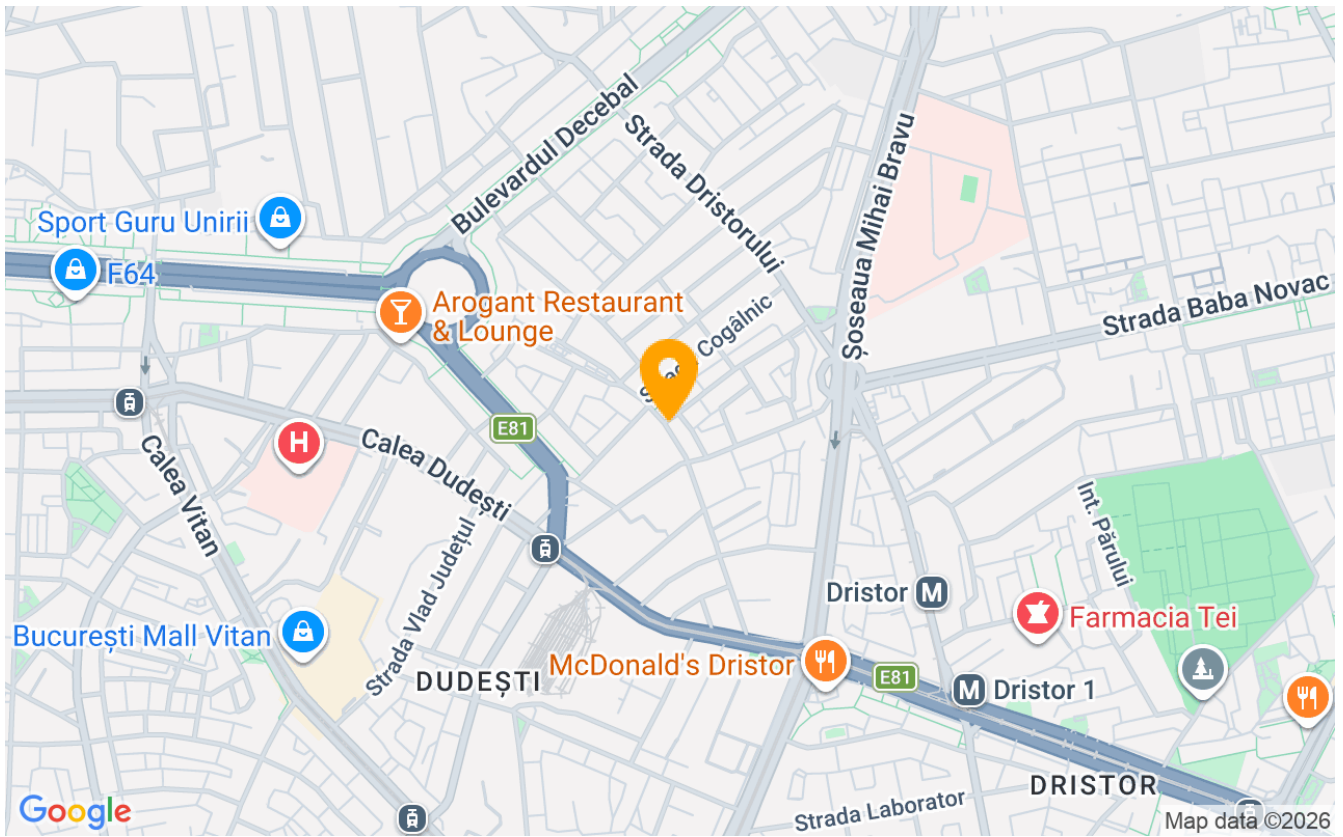 Bulevardul Decebal
Strada Dristorului
Șoseaua Mihai Bravu
Sport Guru Unirii
F64
Arogant Restaurant
& Lounge
Cogâlnic
Strada Baba Novac
E81
Calea Dudești
Calea Vitan
H
Strada Vlad Județul
Int. Părului
Dristor M
Farmacia Tei
București Mall Vitan
McDonald's Dristor
E81
DUDEȘTI
M Dristor 1
DRISTOR
Strada Laborator
Google
Map data ©2026